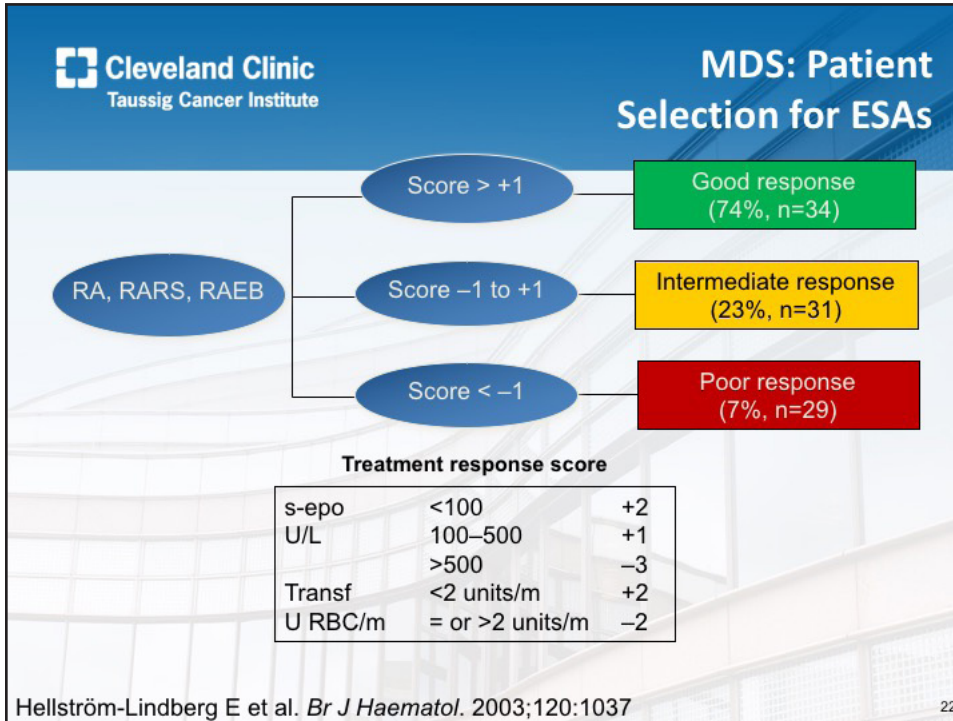 Cleveland Clinic
Taussig Cancer Institute
MDS: Patient
Selection for ESAs
RA, RARS, RAEB
Score > +1
Good response
(74%, n=34)
Score –1 to +1
Intermediate response
(23%, n=31)
Score < –1
Poor response
(7%, n=29)
Treatment response score
s-epo <100 +2
U/L 100–500 +1
>500 –3
Transf <2 units/m +2
U RBC/m = or >2 units/m –2
Hellström-Lindberg E et al. Br J Haematol. 2003;120:1037
22